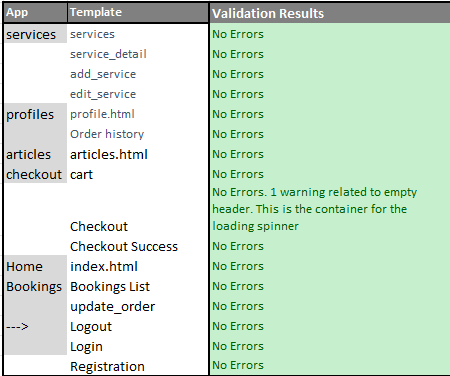 App Template Validation Results
services services No Errors
service_detail No Errors
add_service No Errors
edit_service No Errors
profiles profile.html No Errors
Order history No Errors
articles articles.html No Errors
checkout cart No Errors
No Errors. 1 warning related to empty
header. This is the container for the
Checkout loading spinner
Checkout Success No Errors
Home index.html No Errors
Bookings Bookings List No Errors
update_order No Errors
---> Logout No Errors
Login No Errors
Registration No Errors